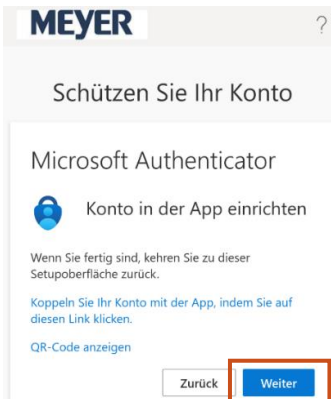 MEYER
?
Schützen Sie Ihr Konto
Microsoft Authenticator
Konto in der App einrichten
Wenn Sie fertig sind, kehren Sie zu dieser
Setupoberfläche zurück.
Koppeln Sie Ihr Konto mit der App, indem Sie auf
diesen Link klicken.
QR-Code anzeigen
Zurück
Weiter